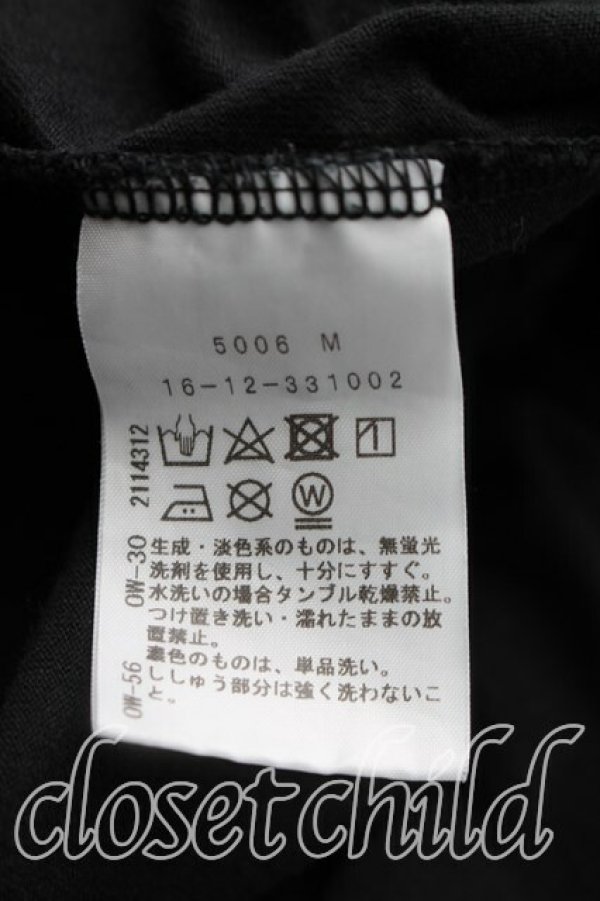 5006 M
16-12-331002
2114312
OW-30
OW-56
W
生成・淡色系のものは、無蛍光
洗剤を使用し、十分にすすぐ。
水洗いの場合タンブル乾燥禁止。
つけ置き洗い・濡れたままの放
置禁止。
濃色のものは、単品洗い。
ししゅう部分は強く洗わないこ
と。
closet child